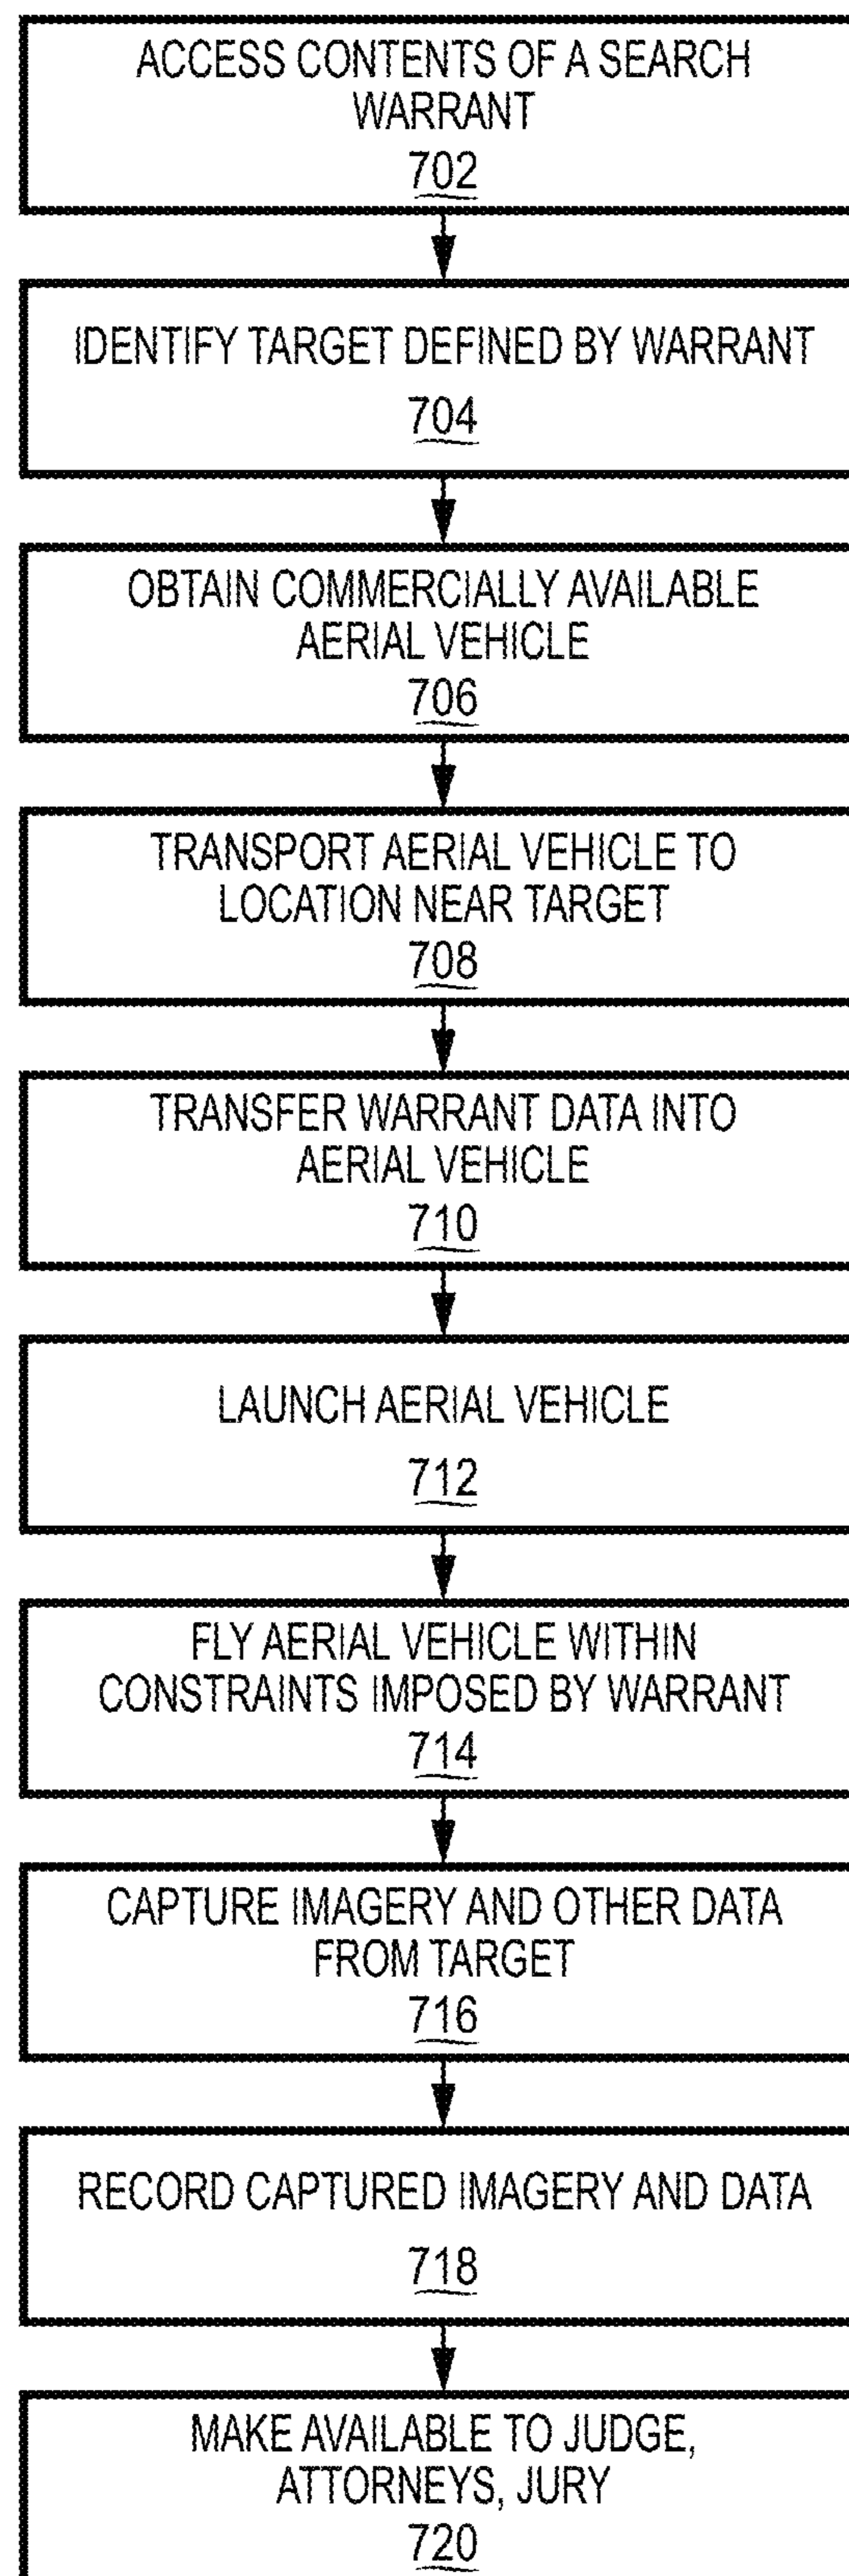 ACCESS CONTENTS OF A SEARCH
WARRANT
702
IDENTIFY TARGET DEFINED BY WARRANT
704
OBTAIN COMMERCIALLY AVAILABLE
AERIAL VEHICLE
706
TRANSPORT AERIAL VEHICLE TO
LOCATION NEAR TARGET
708
TRANSFER WARRANT DATA INTO
AERIAL VEHICLE
710
LAUNCH AERIAL VEHICLE
712
FLY AERIAL VEHICLE WITHIN
CONSTRAINTS IMPOSED BY WARRANT
714
CAPTURE IMAGERY AND OTHER DATA
FROM TARGET
716
RECORD CAPTURED IMAGERY AND DATA
718
MAKE AVAILABLE TO JUDGE,
ATTORNEYS, JURY
720